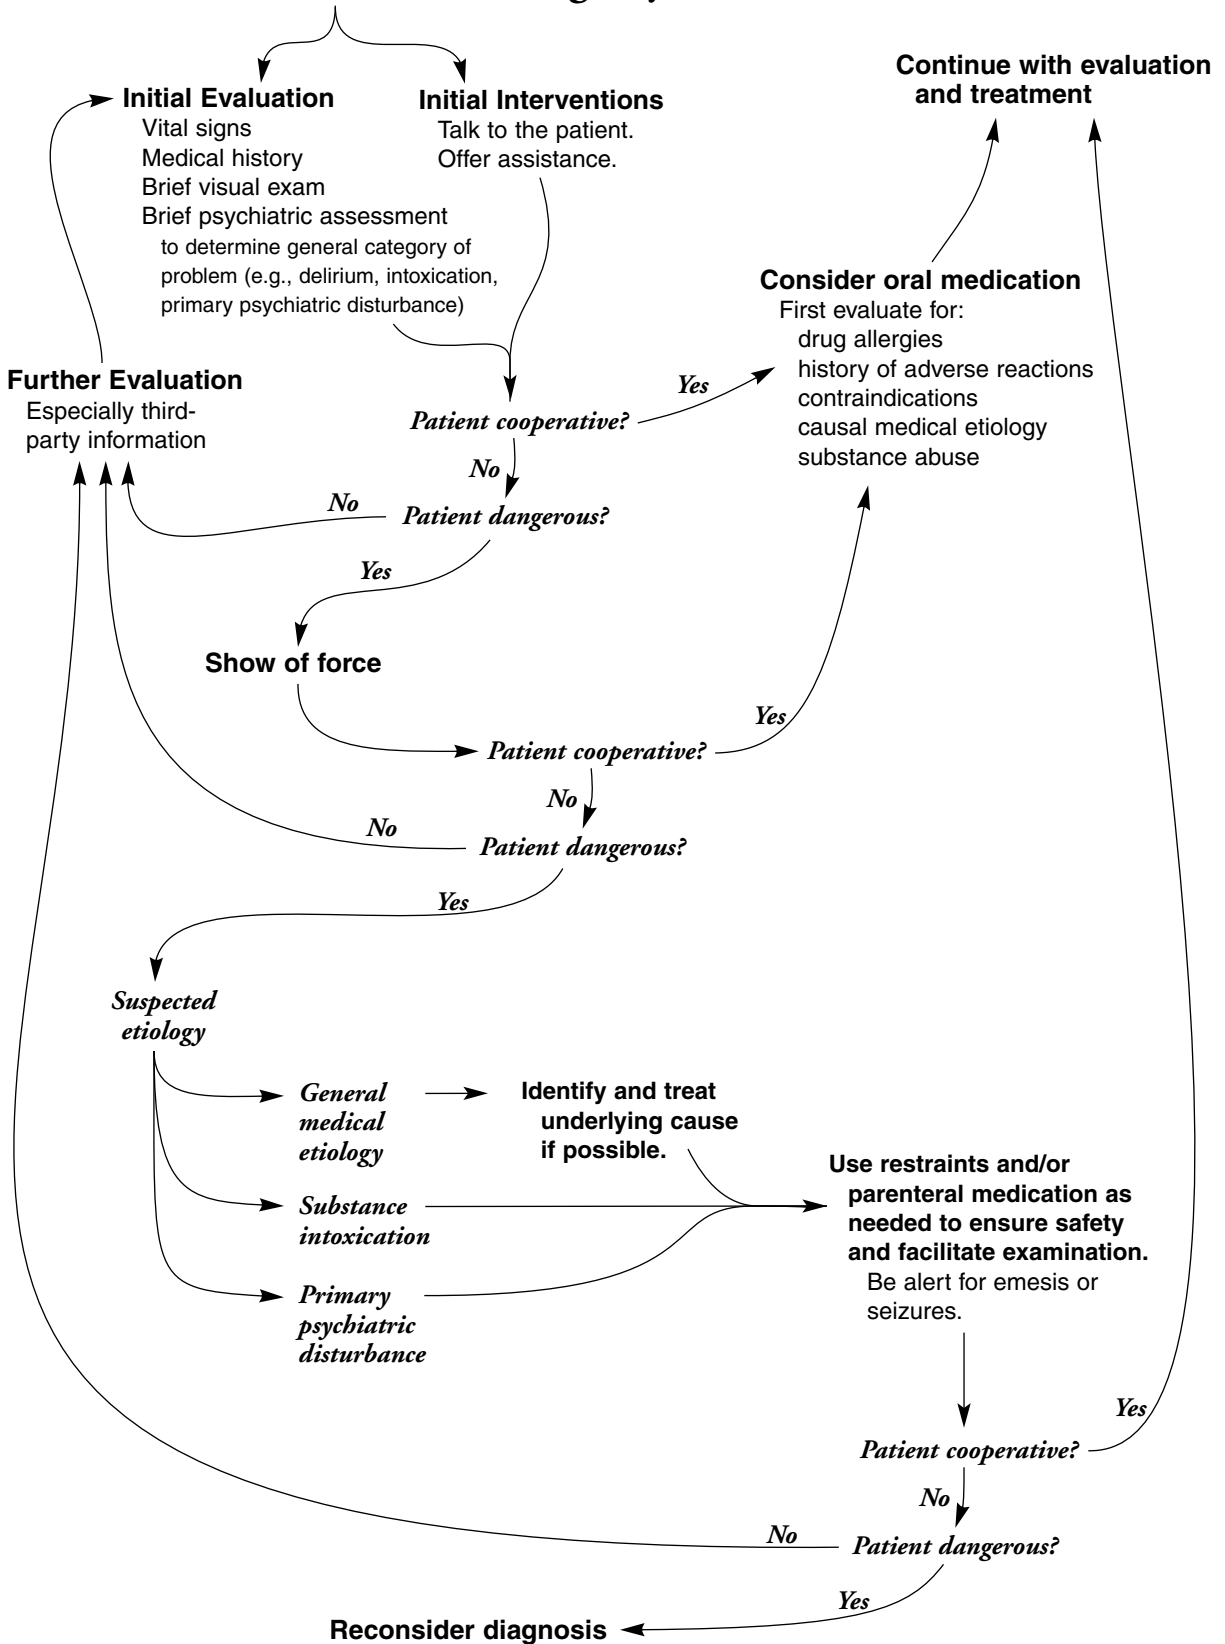 Initial Evaluation
Vital signs
Medical history
Brief visual exam
Brief psychiatric assessment
to determine general category of
problem (e.g., delirium, intoxication,
primary psychiatric disturbance)
Initial Interventions
Talk to the patient.
Offer assistance.
Continue with evaluation
and treatment
Consider oral medication
First evaluate for:
drug allergies
history of adverse reactions
contraindications
causal medical etiology
substance abuse
Further Evaluation
Especially third-
party information
Patient cooperative?
Yes
No
Patient dangerous?
No
Yes
Show of force
Patient cooperative?
Yes
No
Patient dangerous?
No
Yes
Suspected
etiology
General
medical
etiology
Identify and treat
underlying cause
if possible.
Substance
intoxication
Primary
psychiatric
disturbance
Use restraints and/or
parenteral medication as
needed to ensure safety
and facilitate examination.
Be alert for emesis or
seizures.
Patient cooperative?
Yes
No
Patient dangerous?
No
Yes
Reconsider diagnosis